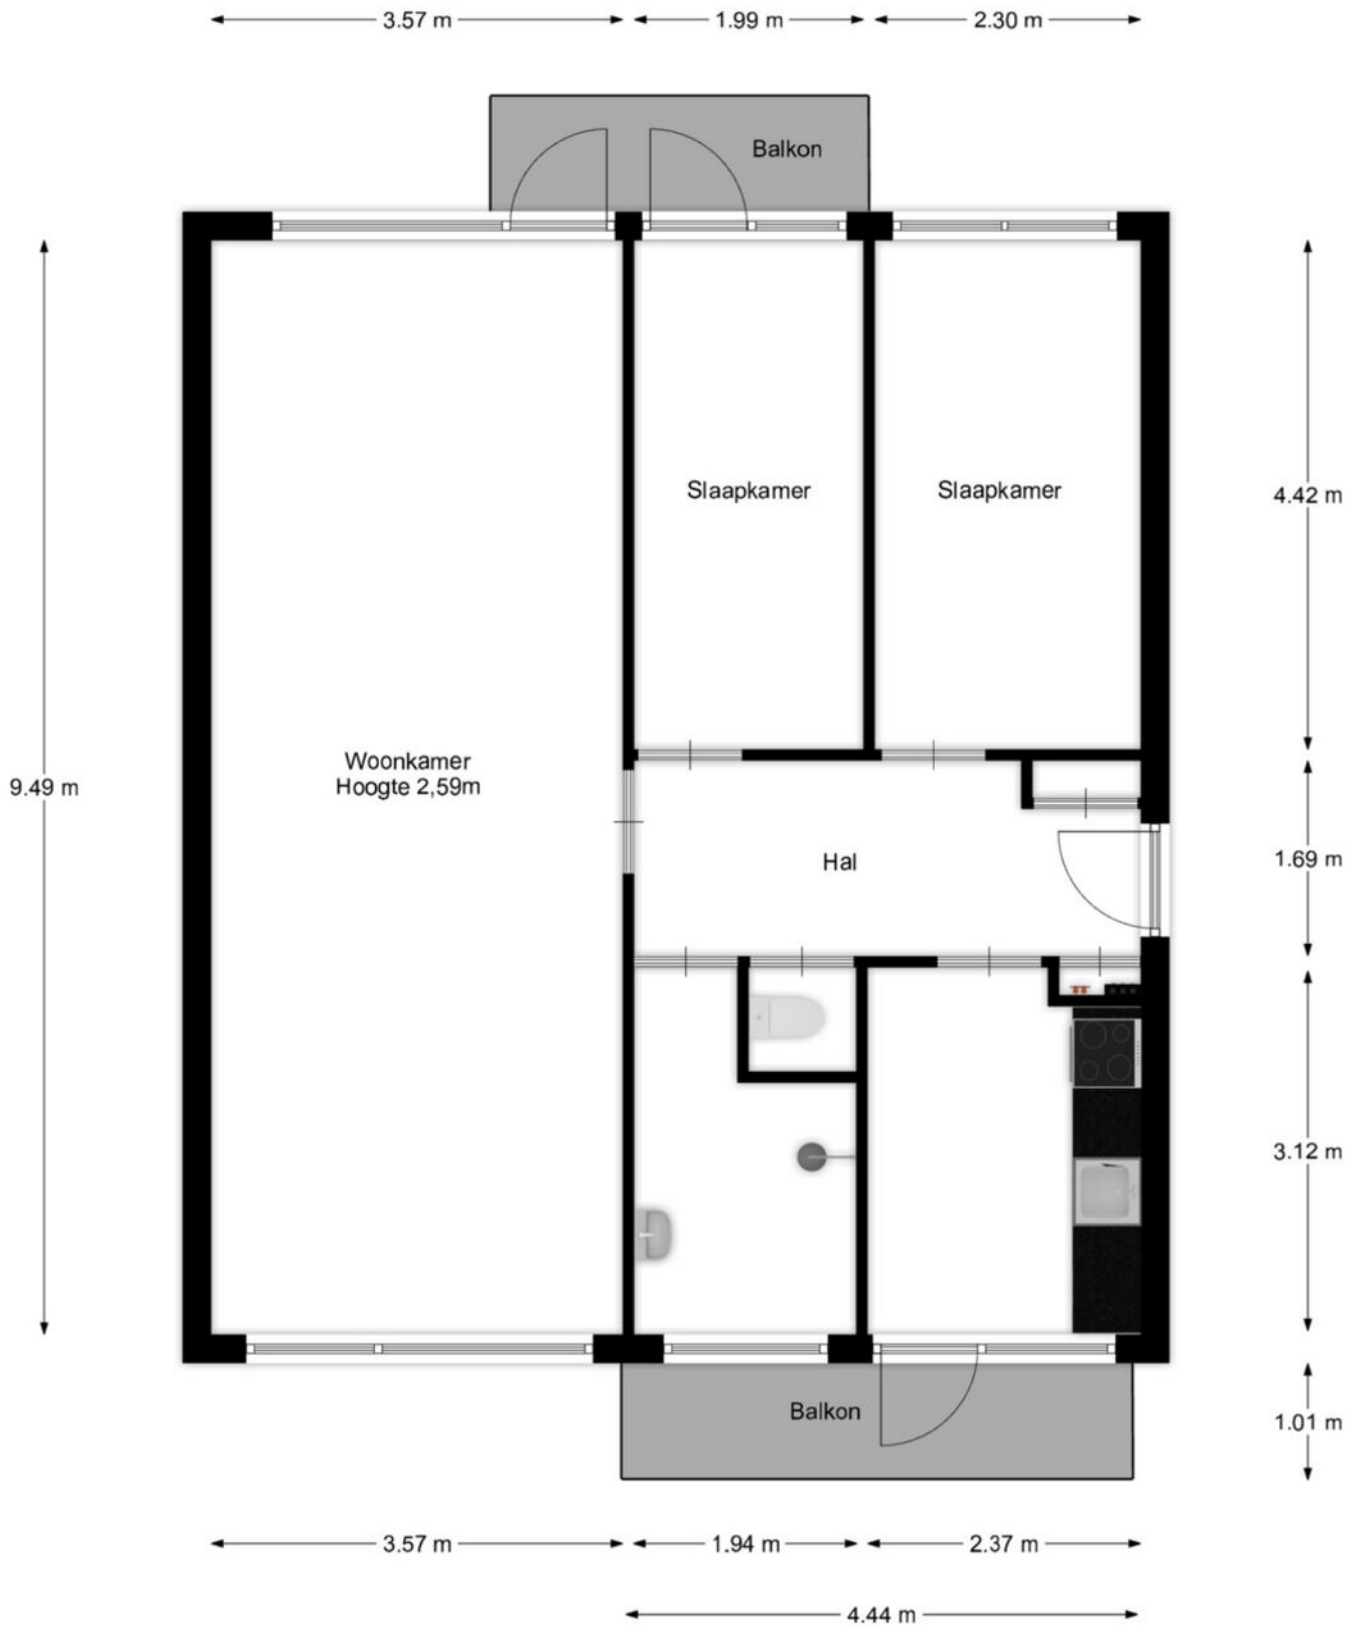 3.57 m
1.99 m
2.30 m
Balkon
Slaapkamer
Slaapkamer
4.42 m
Woonkamer
Hoogte 2,59m
9.49 m
Hal
1.69 m
3.12 m
Balkon
1.01 m
3.57 m
1.94 m
2.37 m
4.44 m